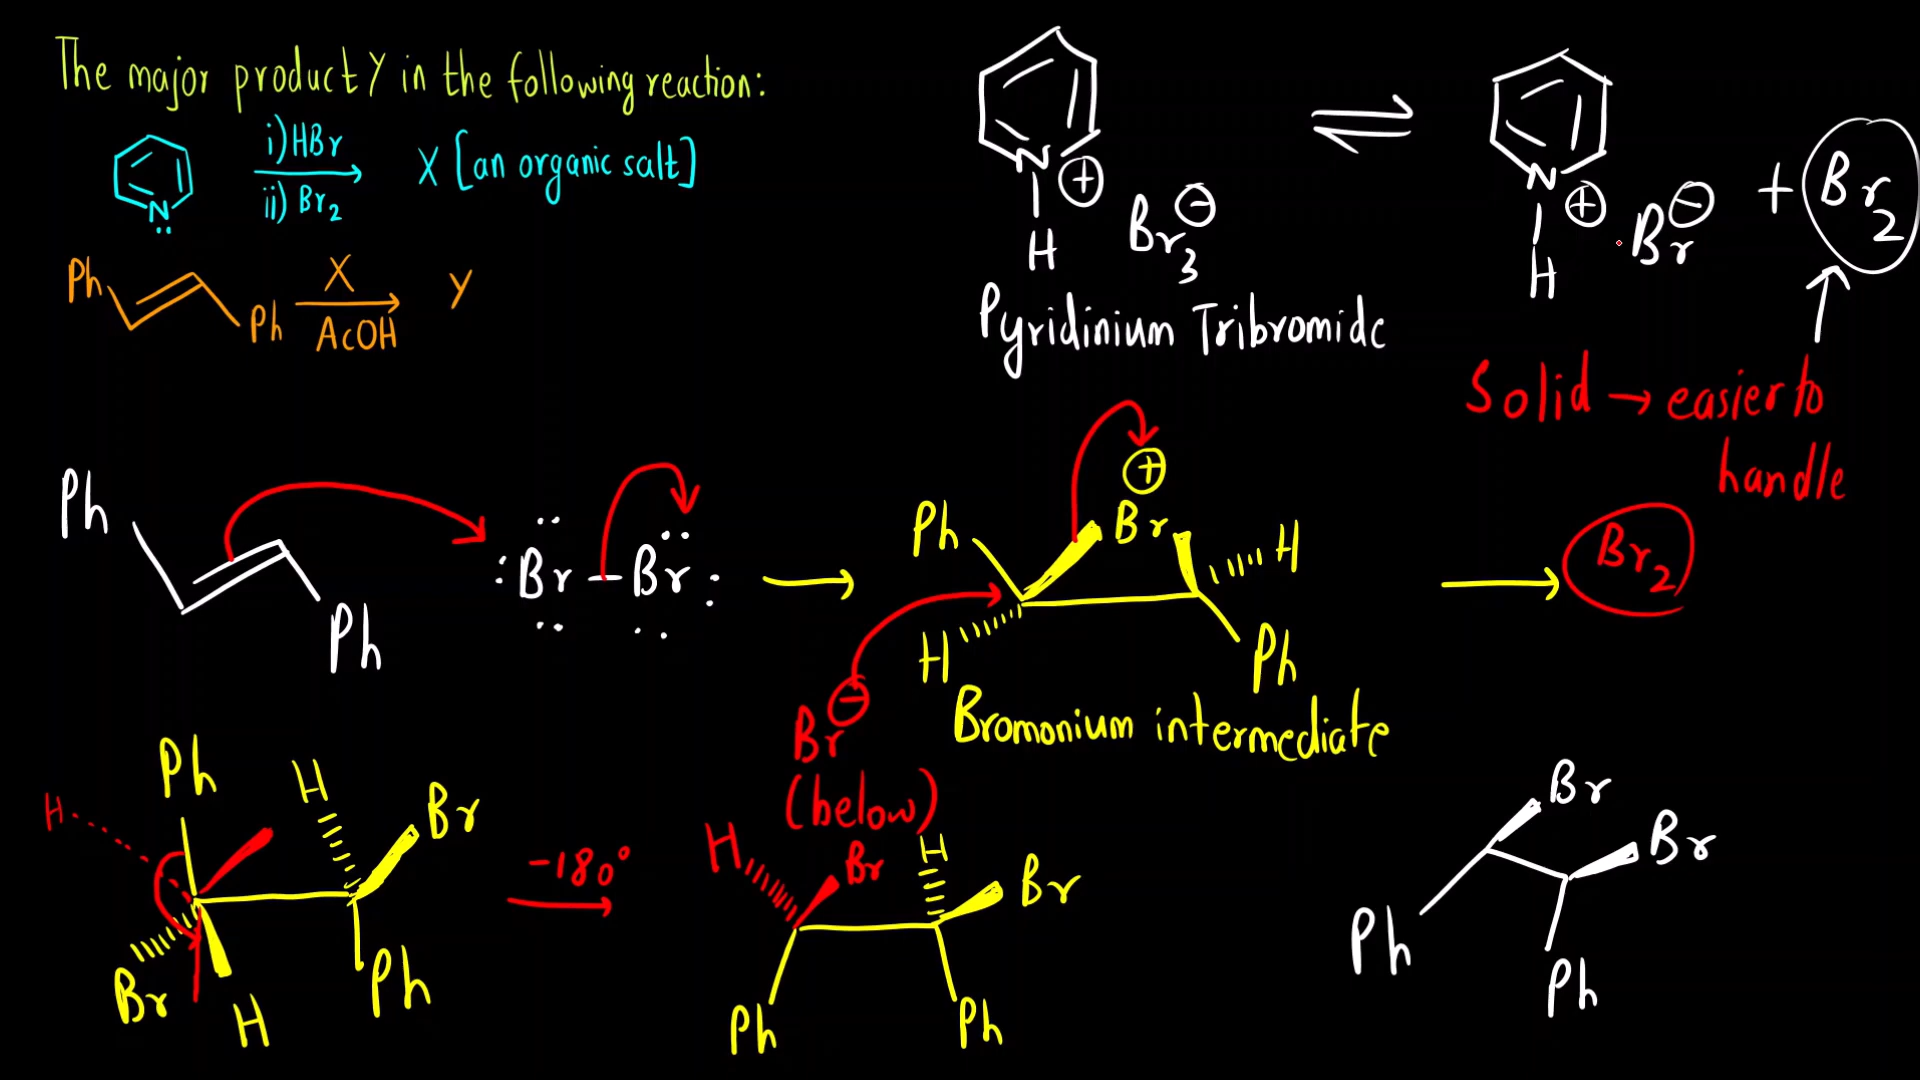 The major product Y in the following reaction:
i) HBr
ii) Br2
N
X [an organic salt]
Ph
Ph
X
AcOH
Y
N ⊕
H
Br3 ⊖
⇌
N ⊕
H
Br ⊖
+ Br2
Pyridinium Tribromide
Solid → easier to
handle
Ph
Ph
:Br–Br:
→
Ph
Br ⊕
H
H
Ph
Br ⊖
(below)
Bromonium intermediate
→ Br2
Ph
H
Br
H
Br
H
Ph
-180°
H
Br
H
Br
Ph
Ph
Br
Br
Ph
Ph